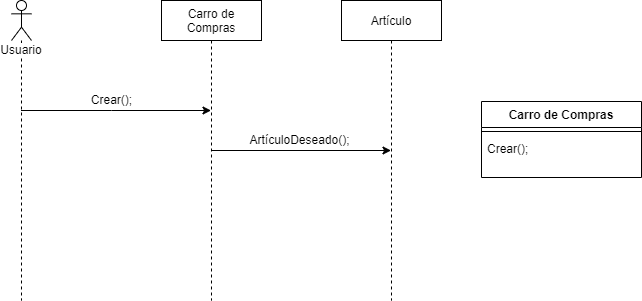 Carro de
Compras
Artículo
Usuario
Crear();
ArtículoDeseado();
Carro de Compras
Crear();